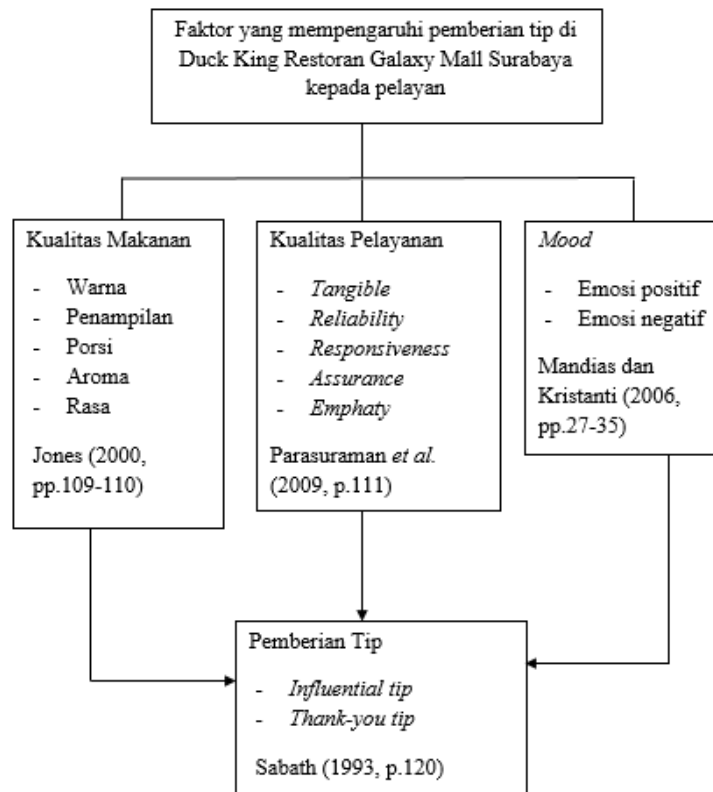 Faktor yang mempengaruhi pemberian tip di
Duck King Restoran Galaxy Mall Surabaya
kepada pelayan
Kualitas Makanan
- Warna
- Penampilan
- Porsi
- Aroma
- Rasa
Jones (2000,
pp.109-110)
Kualitas Pelayanan
- Tangible
- Reliability
- Responsiveness
- Assurance
- Emphaty
Parasuraman et al.
(2009, p.111)
Mood
- Emosi positif
- Emosi negatif
Mandias dan
Kristanti (2006,
pp.27-35)
Pemberian Tip
- Influential tip
- Thank-you tip
Sabath (1993, p.120)